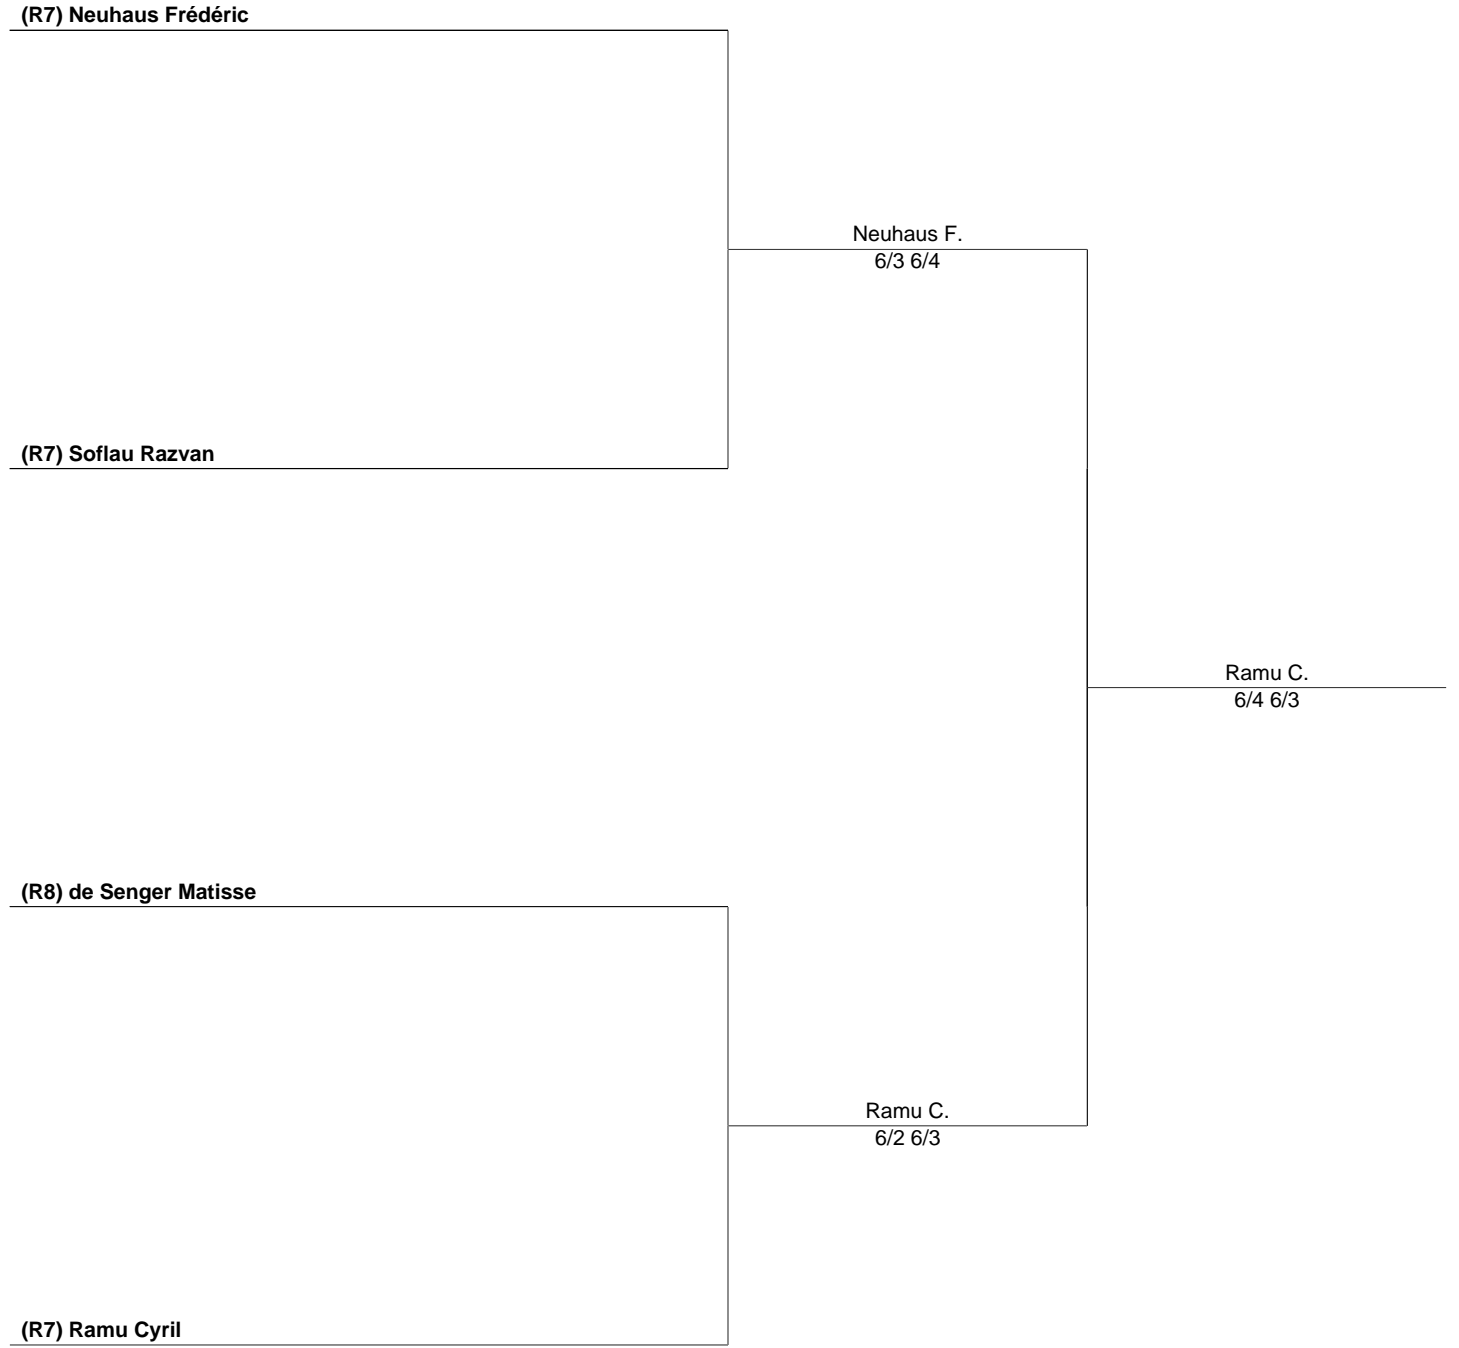 (R7) Neuhaus Frédéric
Neuhaus F.
6/3 6/4
(R7) Soflau Razvan
Ramu C.
6/4 6/3
(R8) de Senger Matisse
Ramu C.
6/2 6/3
(R7) Ramu Cyril